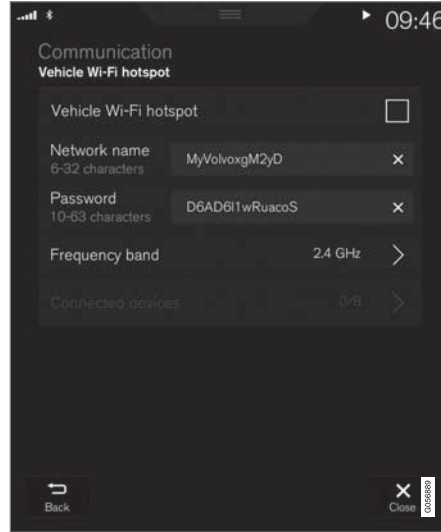 09:46
Communication
Vehicle Wi-Fi hotspot
Vehicle Wi-Fi hotspot
Network name
6-32 characters
MyVolvoxgM2yD
Password
10-63 characters
D6AD6I1wRuacoS
Frequency band
2.4 GHz
Connected devices
0/8
Back
Close
G056889